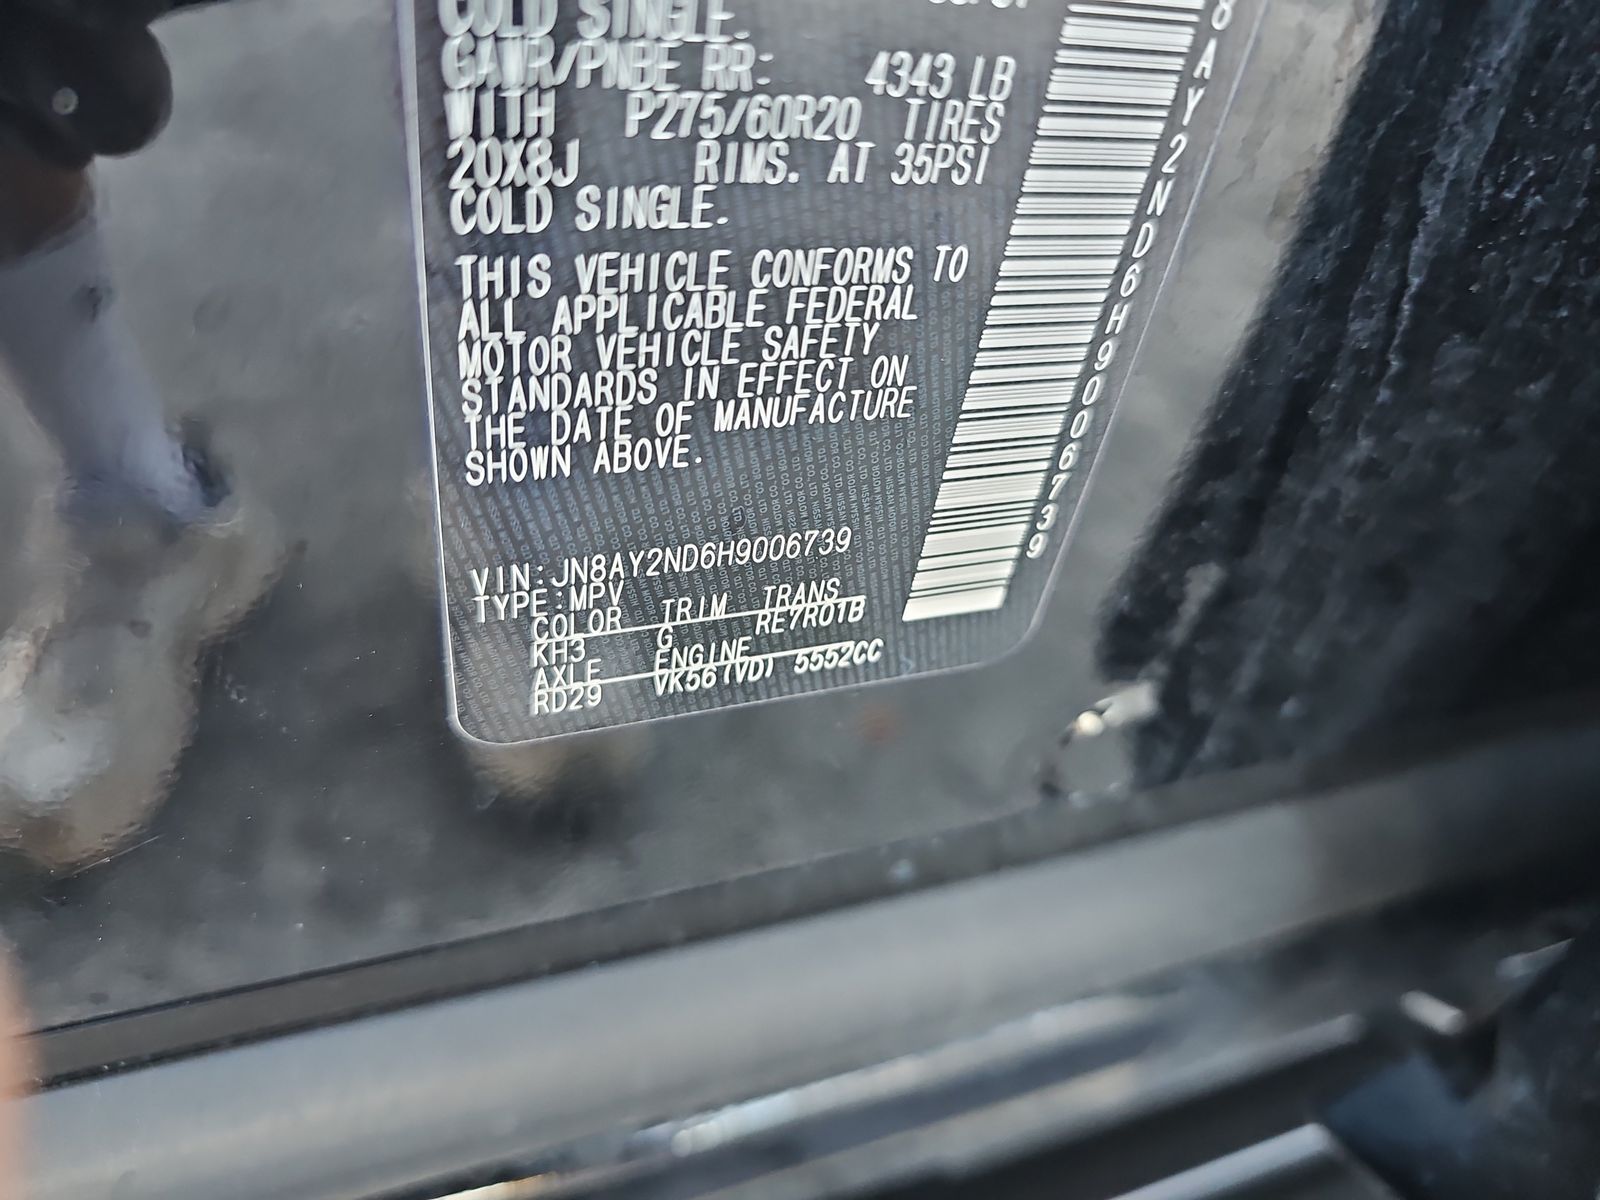 COLD SINGLE.
GAWR/PNBE RR: 4343 LB
WITH P275/60R20 TIRES
20X8J RIMS. AT 35PSI
COLD SINGLE.
THIS VEHICLE CONFORMS TO
ALL APPLICABLE FEDERAL
MOTOR VEHICLE SAFETY
STANDARDS IN EFFECT ON
THE DATE OF MANUFACTURE
SHOWN ABOVE.
VIN:JN8AY2ND6H9006739
TYPE:MPV
COLOR TRIM TRANS
KH3 G RE7R01B
AXLE ENGINE
RD29 VK56(VD) 5552CC
8AY2ND6H9006739